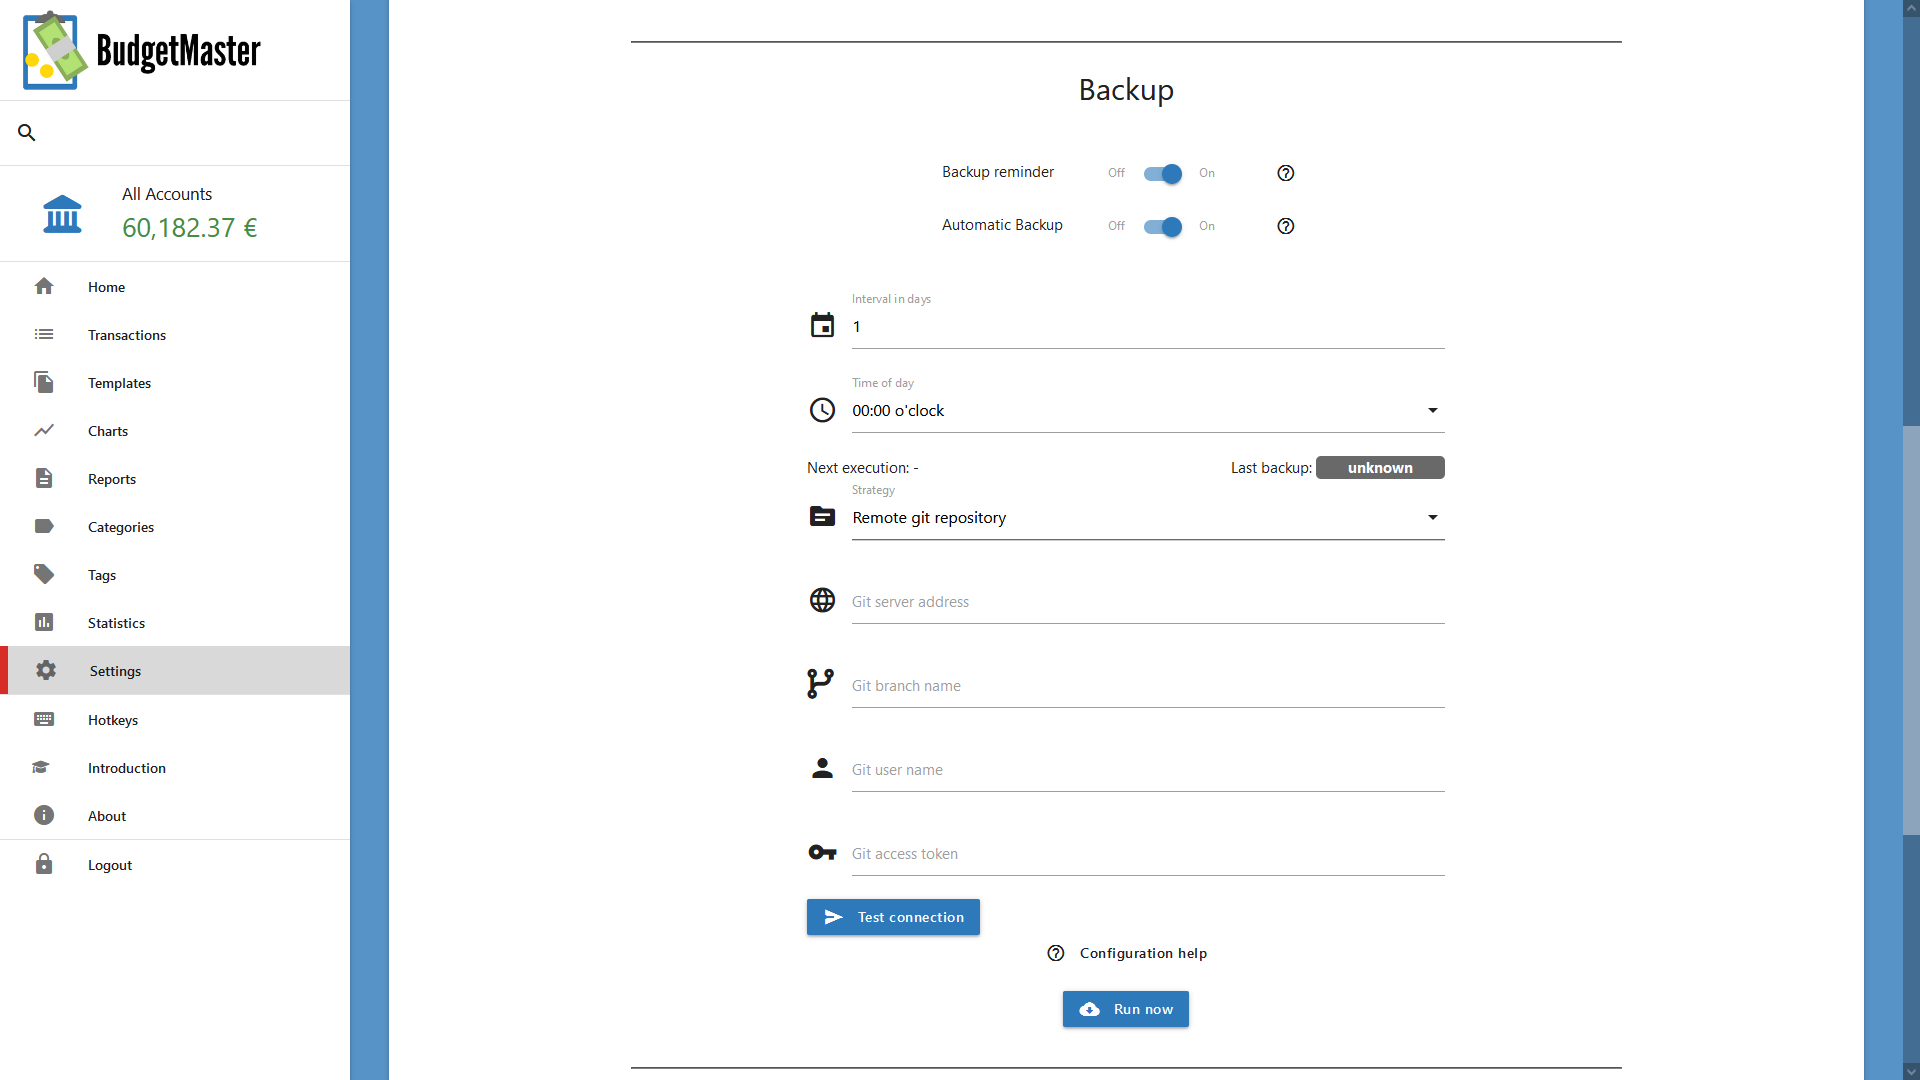 BudgetMaster
All Accounts
60,182.37 €
Home
Transactions
Templates
Charts
Reports
Categories
Tags
Statistics
Settings
Hotkeys
Introduction
About
Logout
Backup
Backup reminder Off On
Automatic Backup Off On
Interval in days
1
Time of day
00:00 o'clock
Next execution: - Last backup: unknown
Strategy
Remote git repository
Git server address
Git branch name
Git user name
Git access token
Test connection
Configuration help
Run now